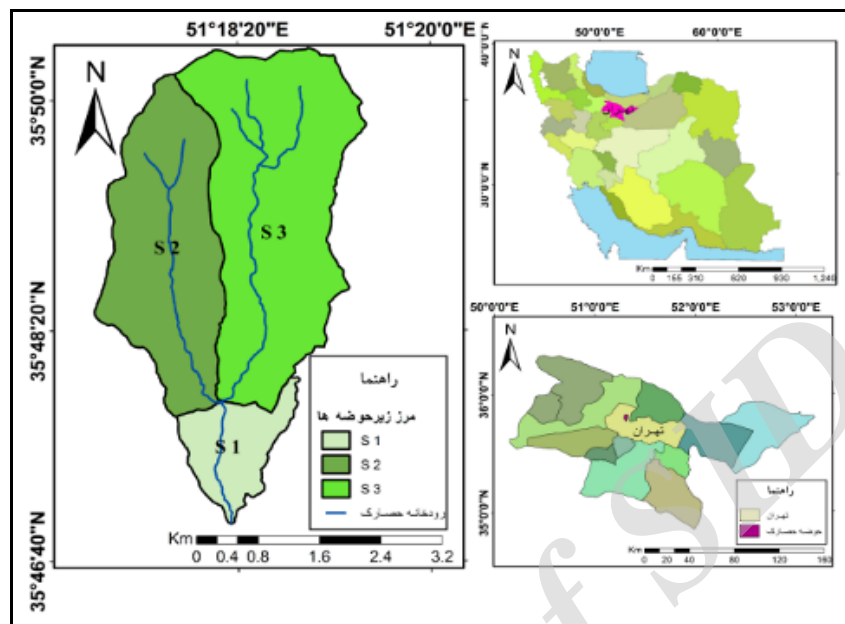 51°18'20"E 51°20'0"E
N
35°50'0"N
35°48'20"N
35°46'40"N
S 2
S 3
S 1
راهنما
مرز زیرحوضه ها
S 1
S 2
S 3
رودخانه حصارک
Km
0 0.4 0.8 1.6 2.4 3.2
50°0'0"E 60°0'0"E
N
40°0'0"N
30°0'0"N
تهران
Km
0 155 310 620 930 1,240
50°0'0"E 51°0'0"E 52°0'0"E 53°0'0"E
N
36°0'0"N
35°0'0"N
تهران
راهنما
تهران
حوضه حصارک
Km
0 20 40 80 120 160
f SID